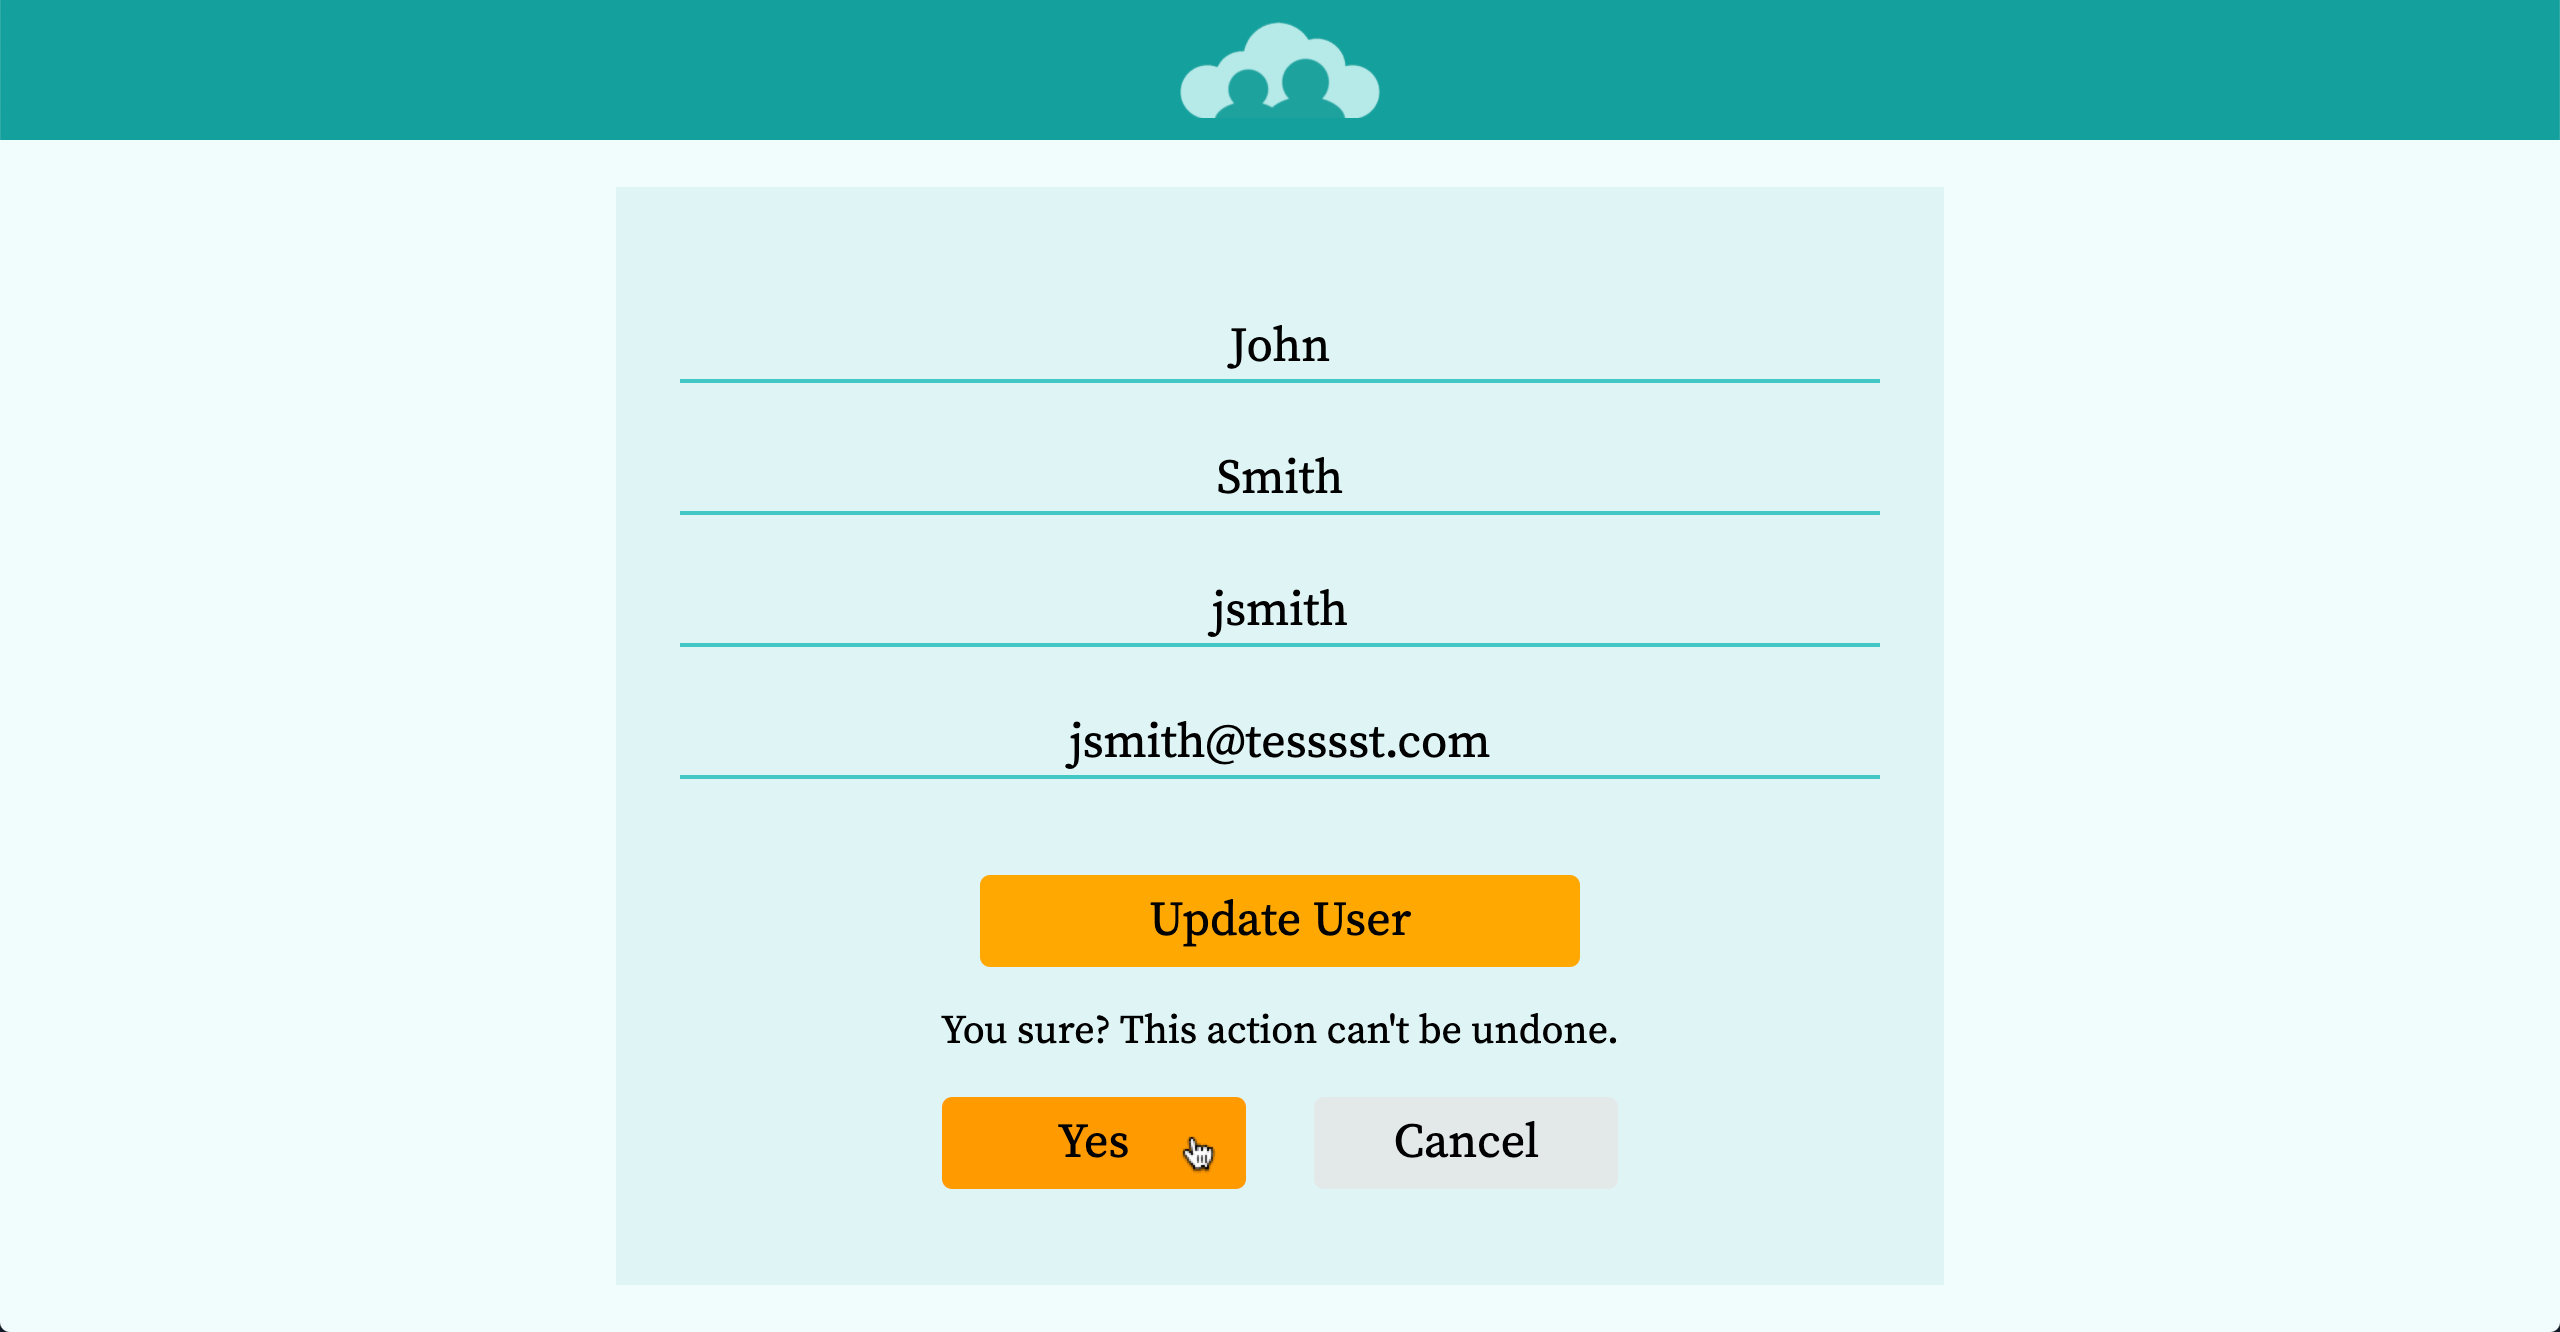 John
Smith
jsmith
jsmith@tesssst.com
Update User
You sure? This action can't be undone.
Yes
Cancel